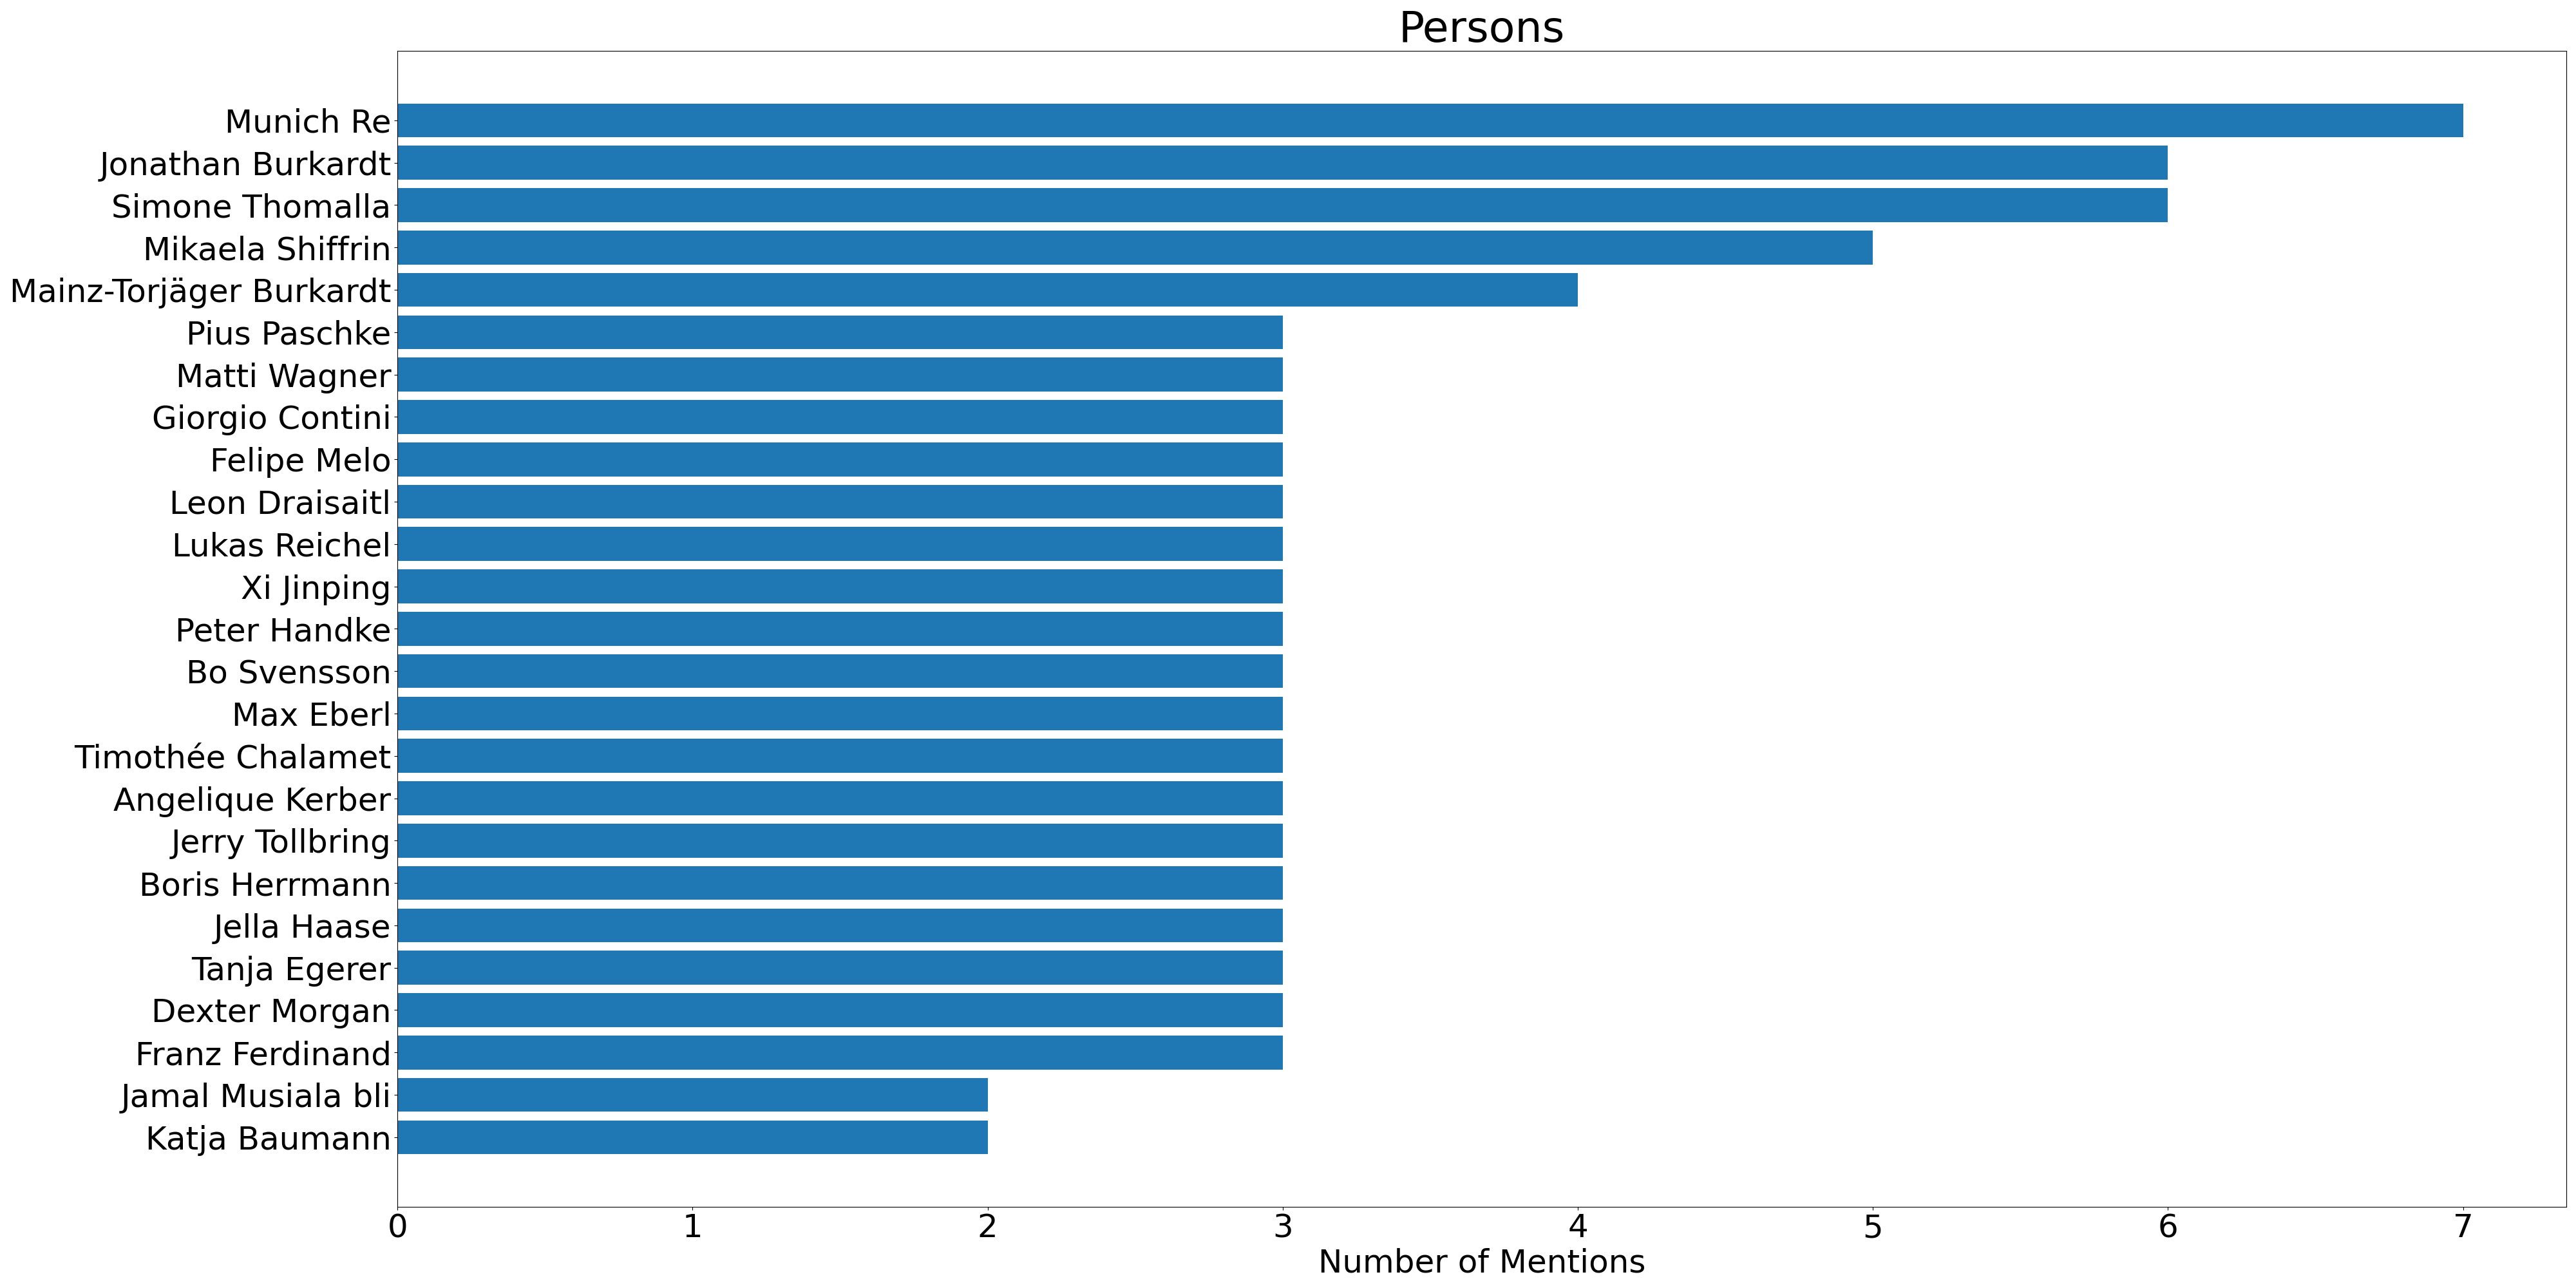 Persons
Munich Re
Jonathan Burkardt
Simone Thomalla
Mikaela Shiffrin
Mainz-Torjäger Burkardt
Pius Paschke
Matti Wagner
Giorgio Contini
Felipe Melo
Leon Draisaitl
Lukas Reichel
Xi Jinping
Peter Handke
Bo Svensson
Max Eberl
Timothée Chalamet
Angelique Kerber
Jerry Tollbring
Boris Herrmann
Jella Haase
Tanja Egerer
Dexter Morgan
Franz Ferdinand
Jamal Musiala bli
Katja Baumann
0 1 2 3 4 5 6 7
Number of Mentions